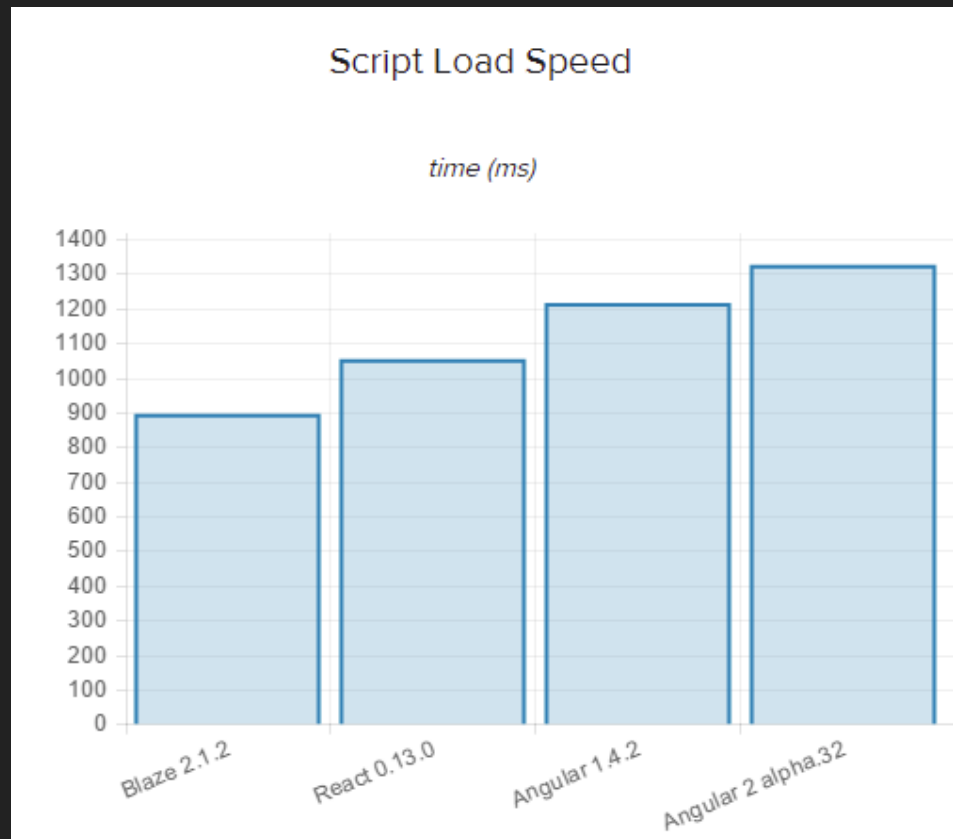 Script Load Speed
time (ms)
1400
1300
1200
1100
1000
900
800
700
600
500
400
300
200
100
0
Blaze 2.1.2
React 0.13.0
Angular 1.4.2
Angular 2 alpha.32